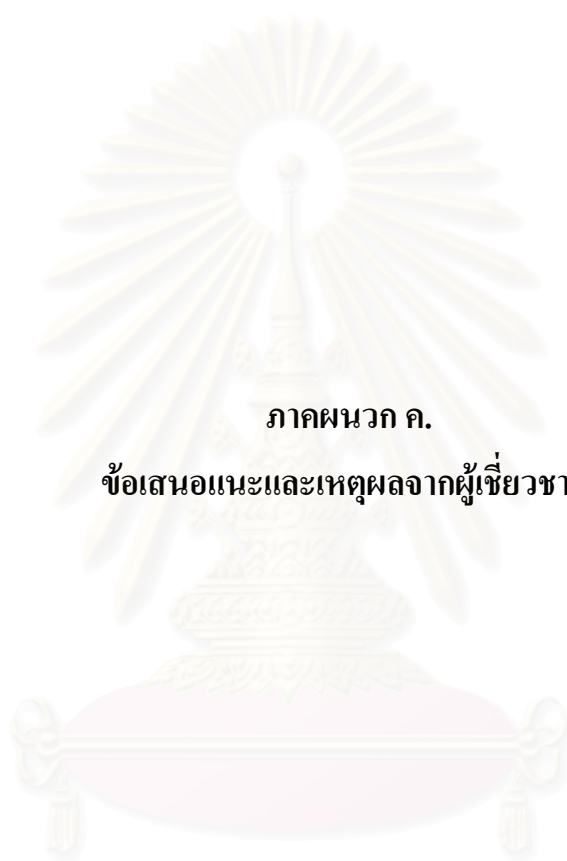 ภาคผนวก ค.
ข้อเสนอแนะและเหตุผลจากผู้เชี่ยวชา